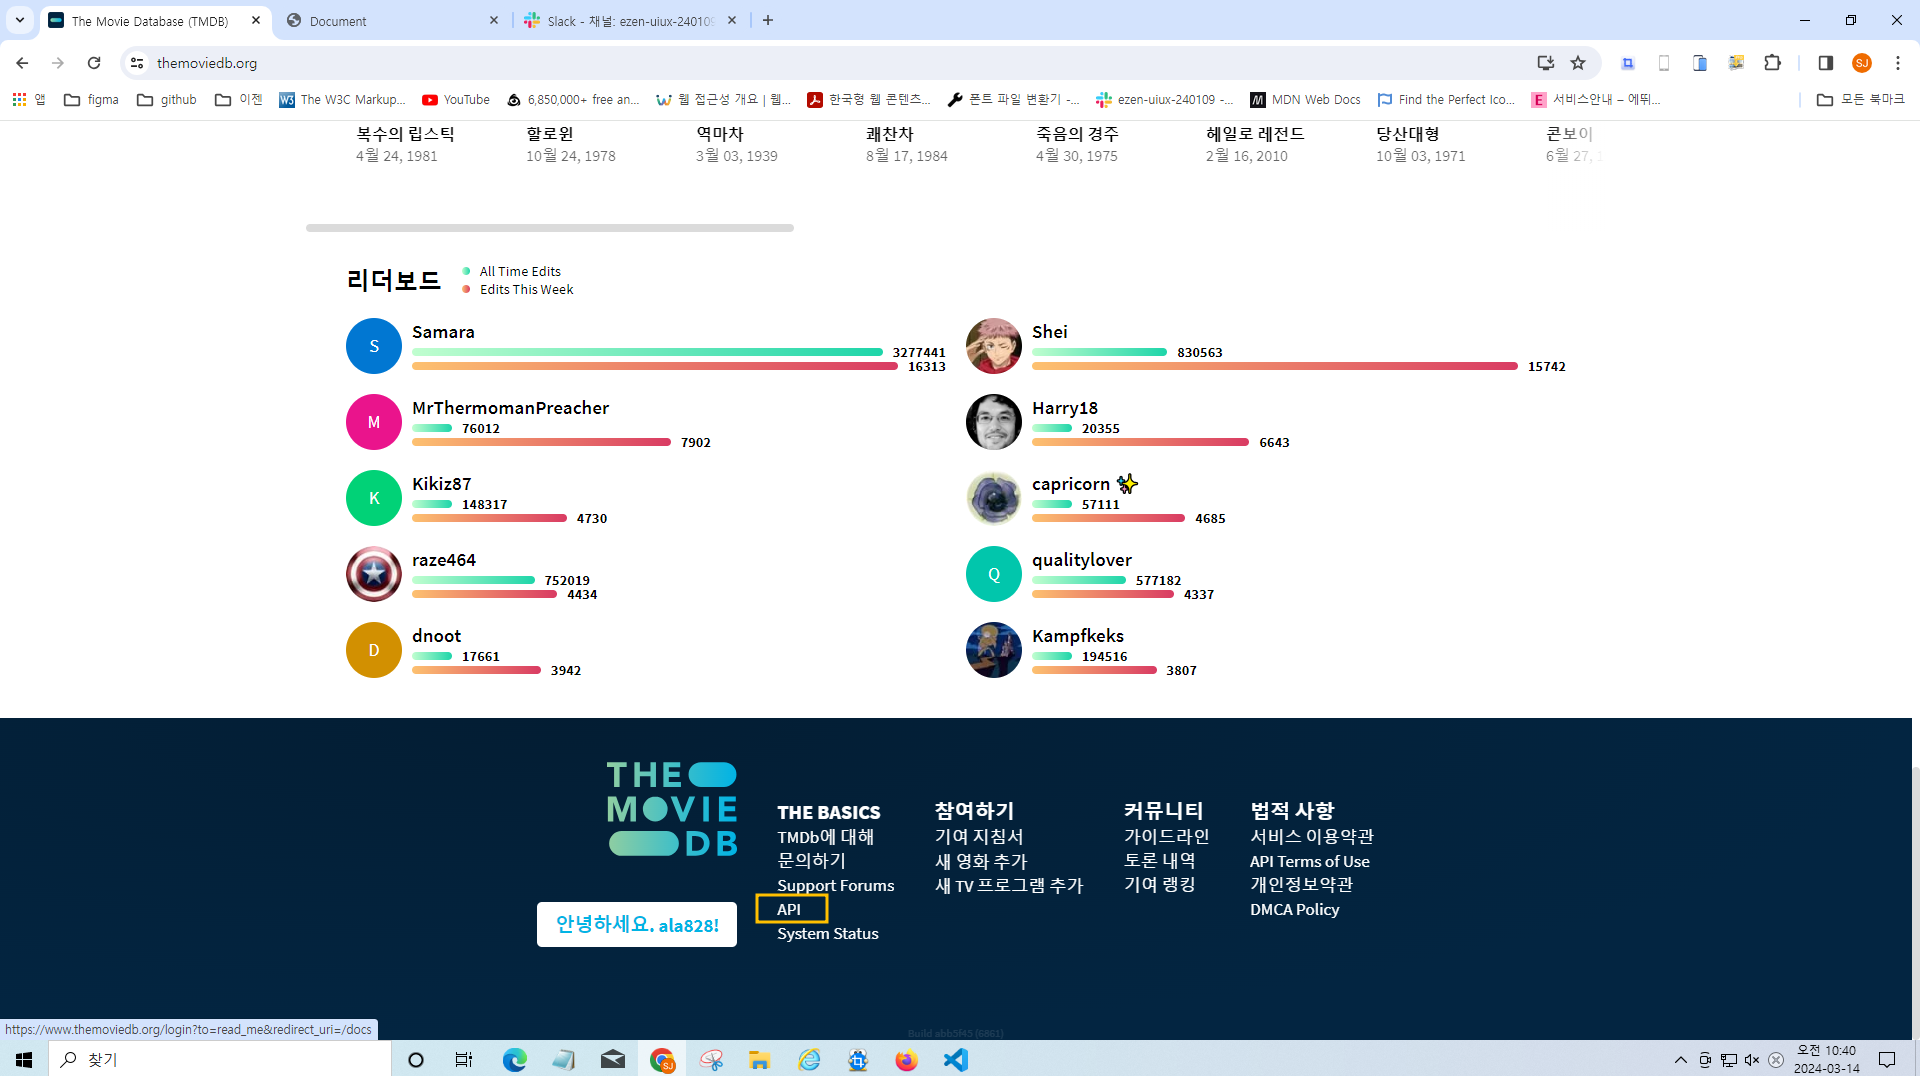 The Movie Database (TMDB)
Document
Slack - 채널: ezen-uiux-240109
themoviedb.org
SJ
앱
figma
github
이젠
The W3C Markup...
YouTube
6,850,000+ free an...
웹 접근성 개요 | 웹...
한국형 웹 콘텐츠...
폰트 파일 변환기 -...
ezen-uiux-240109 -...
MDN Web Docs
Find the Perfect Ico...
서비스안내 – 에뛰...
모든 북마크
복수의 립스틱
4월 24, 1981
할로윈
10월 24, 1978
역마차
3월 03, 1939
쾌찬차
8월 17, 1984
죽음의 경주
4월 30, 1975
헤일로 레전드
2월 16, 2010
당산대형
10월 03, 1971
콘보이
6월 27, 1
리더보드
All Time Edits
Edits This Week
S
Samara
3277441
16313
Shei
830563
15742
M
MrThermomanPreacher
76012
7902
Harry18
20355
6643
K
Kikiz87
148317
4730
capricorn ✨
57111
4685
raze464
752019
4434
Q
qualitylover
577182
4337
D
dnoot
17661
3942
Kampfkeks
194516
3807
THE
MOVIE
DB
안녕하세요. ala828!
THE BASICS
TMDb에 대해
문의하기
Support Forums
API
System Status
참여하기
기여 지침서
새 영화 추가
새 TV 프로그램 추가
커뮤니티
가이드라인
토론 내역
기여 랭킹
법적 사항
서비스 이용약관
API Terms of Use
개인정보약관
DMCA Policy
Build abb5f45 (6861)
https://www.themoviedb.org/login?to=read_me&redirect_uri=/docs
찾기
SJ
오전 10:40
2024-03-14